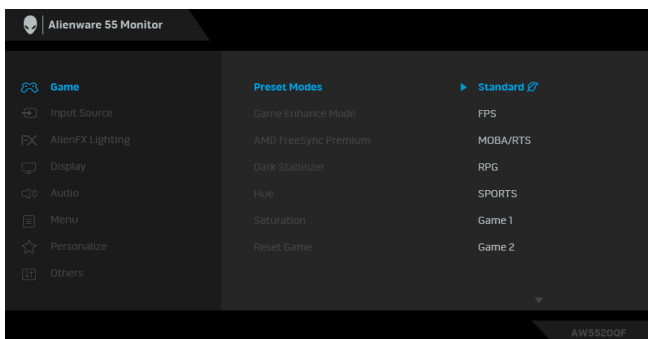 Alienware 55 Monitor
Game Preset Modes Standard
Input Source Game Enhance Mode FPS
FX AlienFX Lighting AMD FreeSync Premium MOBA/RTS
Display Dark Stabilizer RPG
Audio Hue SPORTS
Menu Saturation Game 1
Personalize Reset Game Game 2
Others
AW5520QF